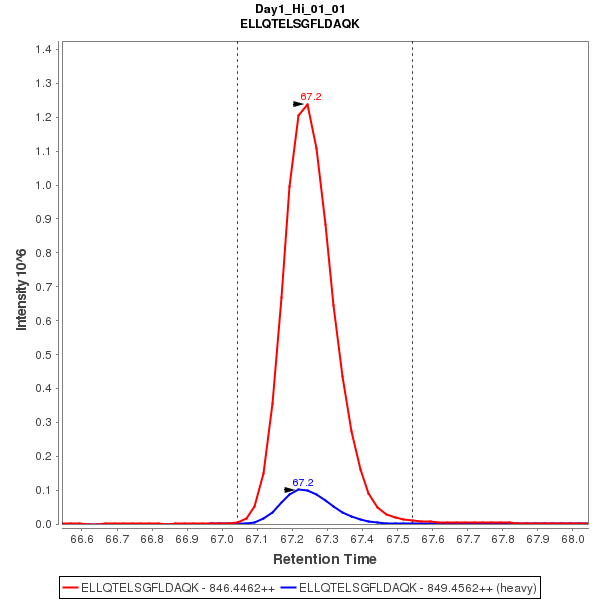 Day1_Hi_01_01
ELLQTELSGFLDAQK
1.4
1.3
1.2
1.1
1.0
0.9
0.8
0.7
0.6
0.5
0.4
0.3
0.2
0.1
0.0
Intensity 10^6
67.2
67.2
66.6 66.7 66.8 66.9 67.0 67.1 67.2 67.3 67.4 67.5 67.6 67.7 67.8 67.9 68.0
Retention Time
ELLQTELSGFLDAQK - 846.4462++ ELLQTELSGFLDAQK - 849.4562++ (heavy)